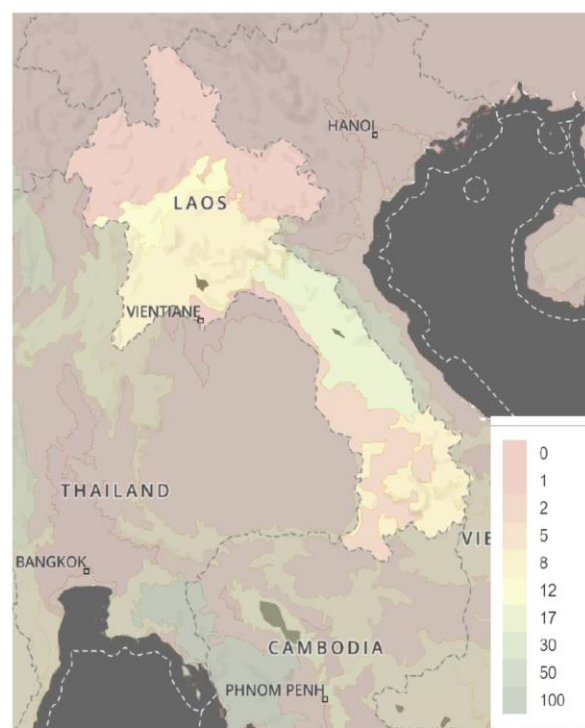 HANOI
LAOS
VIENTIANE
THAILAND
VIE
BANGKOK
CAMBODIA
PHNOM PENH
0
1
2
5
8
12
17
30
50
100